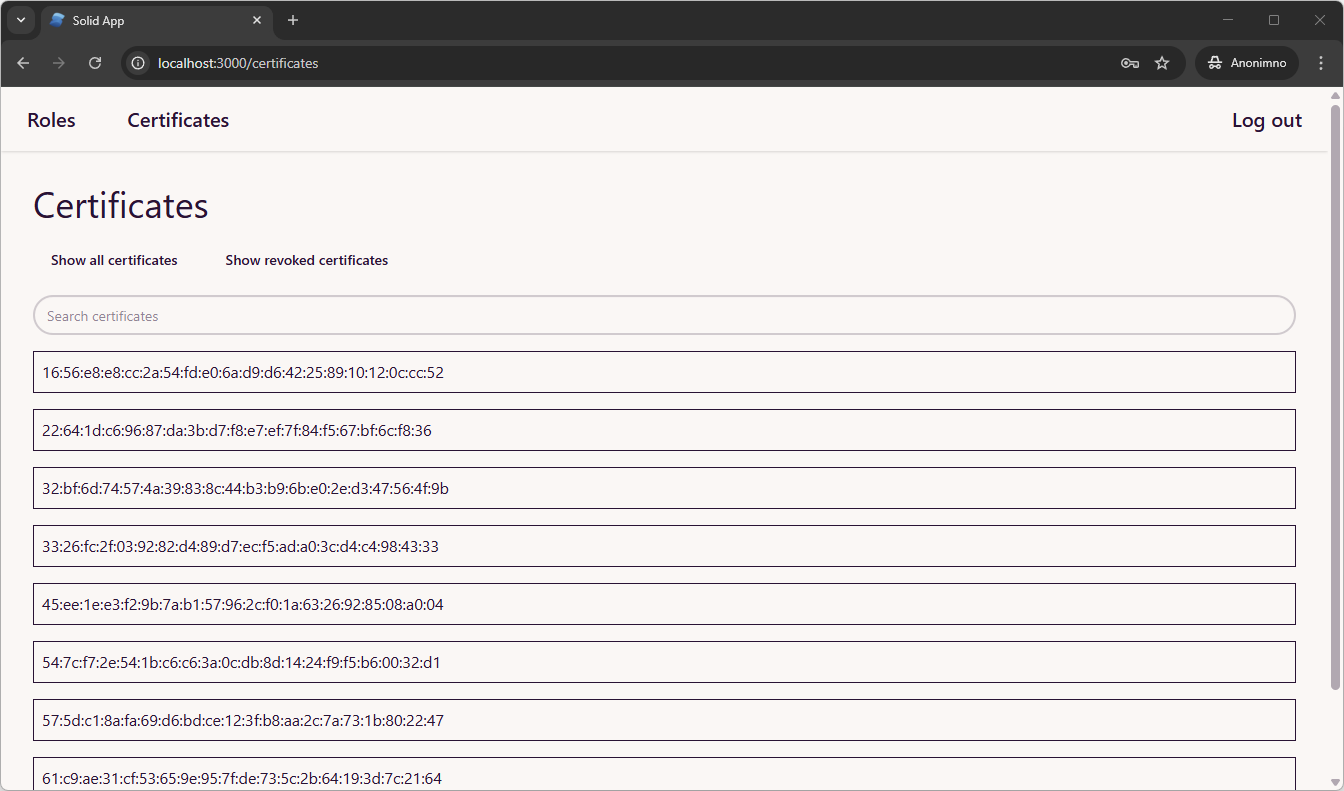 Solid App
localhost:3000/certificates
Anonimno
Roles Certificates Log out
Certificates
Show all certificates Show revoked certificates
Search certificates
16:56:e8:e8:cc:2a:54:fd:e0:6a:d9:d6:42:25:89:10:12:0c:cc:52
22:64:1d:c6:96:87:da:3b:d7:f8:e7:ef:7f:84:f5:67:bf:6c:f8:36
32:bf:6d:74:57:4a:39:83:8c:44:b3:b9:6b:e0:2e:d3:47:56:4f:9b
33:26:fc:2f:03:92:82:d4:89:d7:ec:f5:ad:a0:3c:d4:c4:98:43:33
45:ee:1e:e3:f2:9b:7a:b1:57:96:2c:f0:1a:63:26:92:85:08:a0:04
54:7c:f7:2e:54:1b:c6:c6:3a:0c:db:8d:14:24:f9:f5:b6:00:32:d1
57:5d:c1:8a:fa:69:d6:bd:ce:12:3f:b8:aa:2c:7a:73:1b:80:22:47
61:c9:ae:31:cf:53:65:9e:95:7f:de:73:5c:2b:64:19:3d:7c:21:64